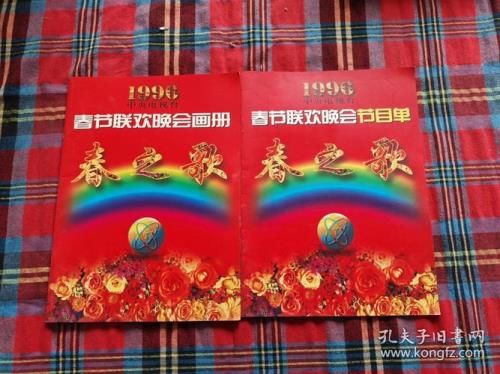 1996
中央电视台
春节联欢晚会画册
春之歌
1996
中央电视台
春节联欢晚会节目单
春之歌
孔夫子旧书网
www.kongfz.com